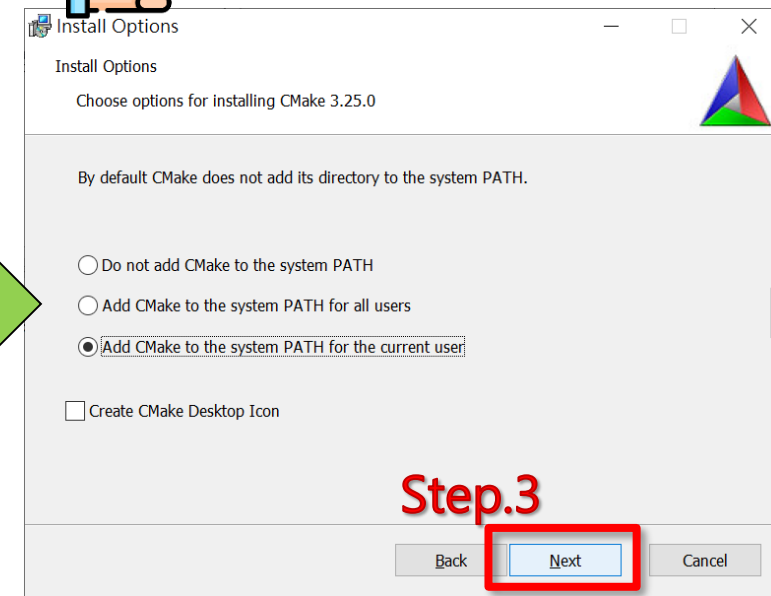 Install Options
Install Options
Choose options for installing CMake 3.25.0
By default CMake does not add its directory to the system PATH.
Do not add CMake to the system PATH
Add CMake to the system PATH for all users
Add CMake to the system PATH for the current user
Create CMake Desktop Icon
Step.3
Back Next Cancel